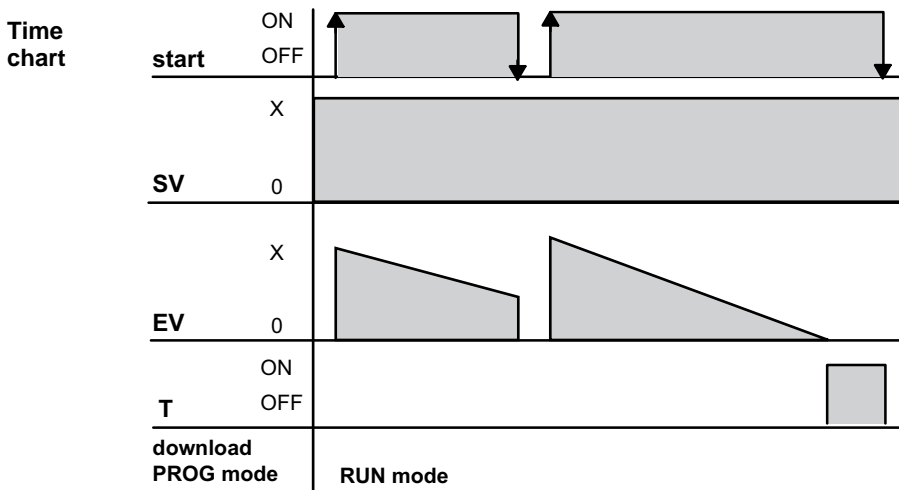 Time
chart
ON
start OFF
X
SV 0
X
EV 0
ON
T OFF
download
PROG mode RUN mode